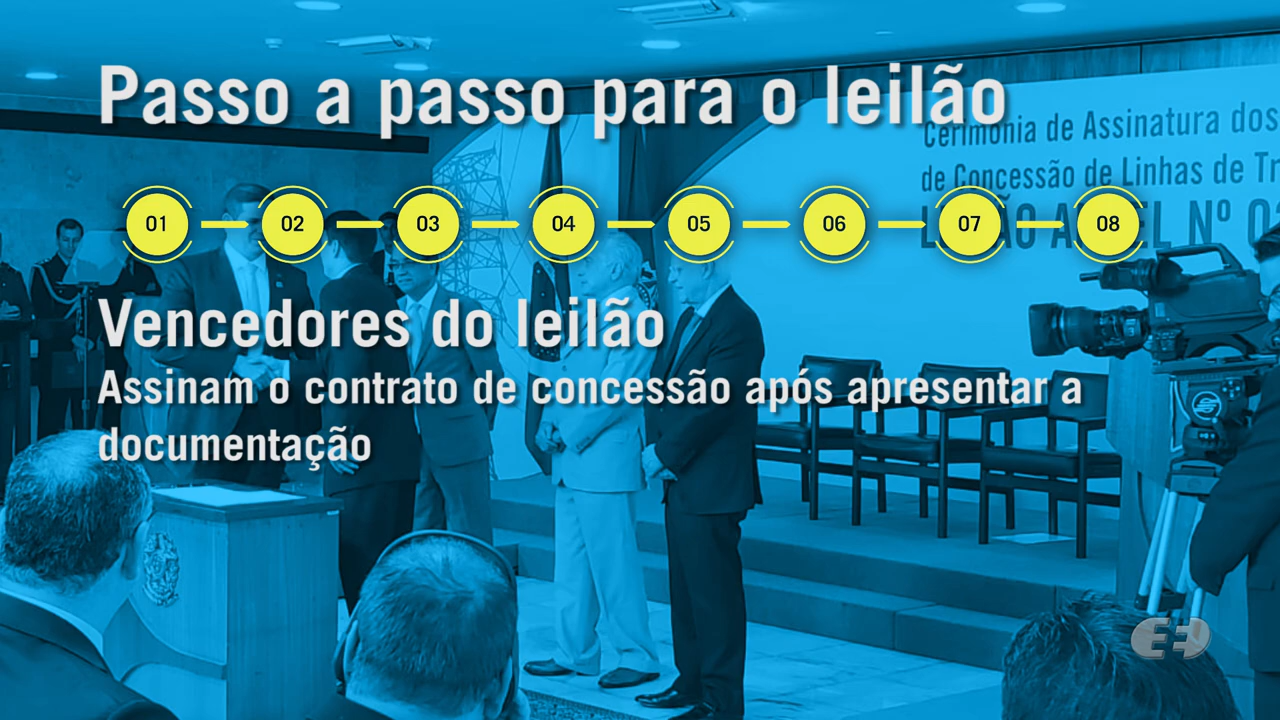 Passo a passo para o leilão
Cerimônia de Assinatura dos
de Concessão de Linhas de
Nº
01 02 03 04 05 06 07 08
Vencedores do leilão
Assinam o contrato de concessão após apresentar a
documentação